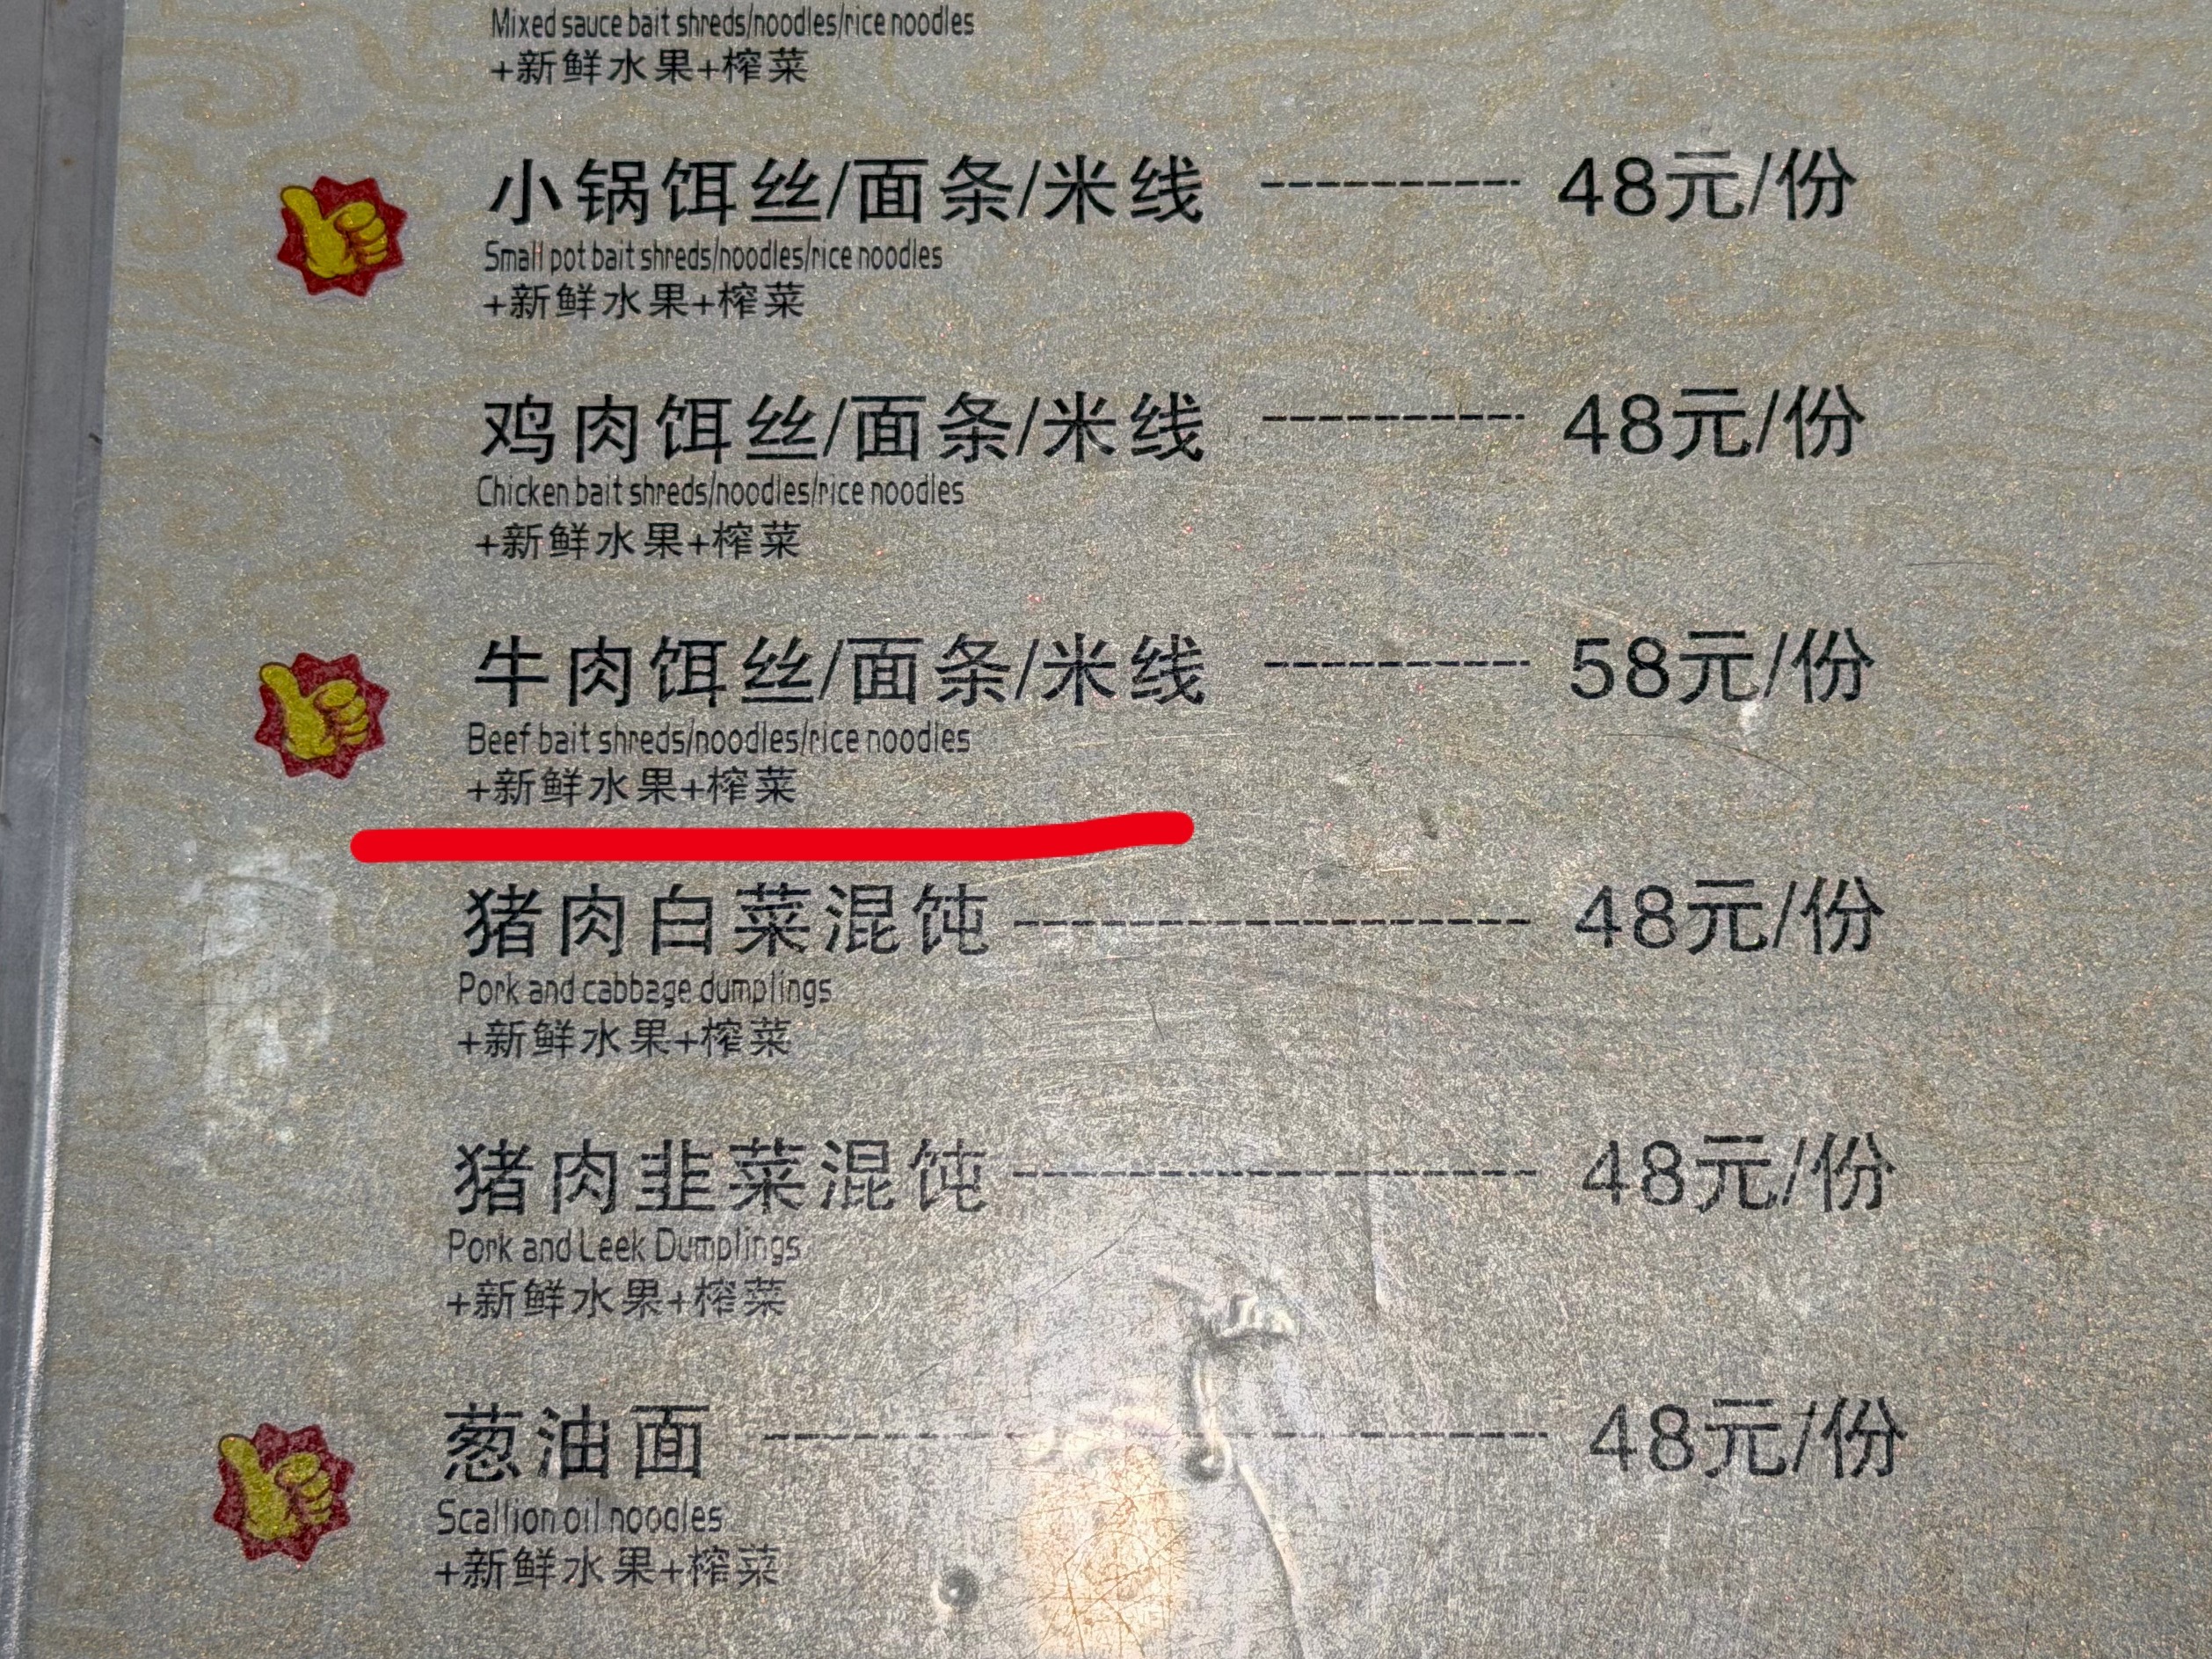 Mixed sauce bait shreds/noodles/rice noodles
+新鲜水果+榨菜
小锅饵丝/面条/米线 ---------- 48元/份
Small pot bait shreds/noodles/rice noodles
+新鲜水果+榨菜
鸡肉饵丝/面条/米线 ---------- 48元/份
Chicken bait shreds/noodles/rice noodles
+新鲜水果+榨菜
牛肉饵丝/面条/米线 ---------- 58元/份
Beef bait shreds/noodles/rice noodles
+新鲜水果+榨菜
猪肉白菜混饨 ------------------ 48元/份
Pork and cabbage dumplings
+新鲜水果+榨菜
猪肉韭菜混饨 ------------------ 48元/份
Pork and Leek Dumplings
+新鲜水果+榨菜
葱油面 --------------------------- 48元/份
Scallion oil noodles
+新鲜水果+榨菜